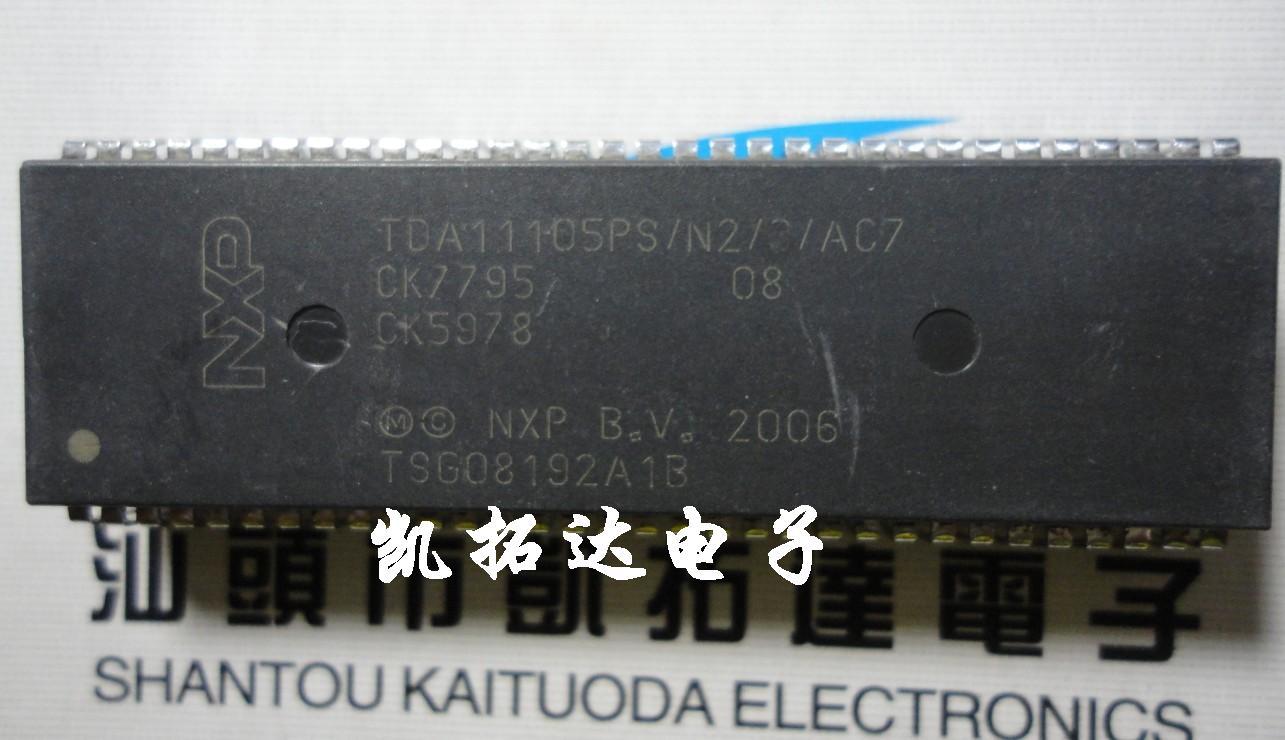 NXP
TDA11105PS/N2/3/AC7
CK7795 08
CK5978
Ⓜ© NXP B.V. 2006
TSG08192A1B
凯拓达电子
汕頭市凱拓達電子
SHANTOU KAITUODA ELECTRONICS